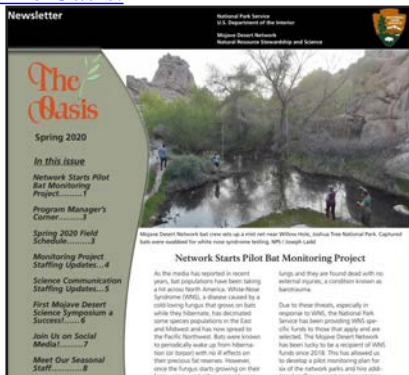 Newsletter
National Park Service
U.S. Department of the Interior
Mojave Desert Network
Natural Resource Stewardship and Science
The
Oasis
Spring 2020
In this issue
Network Starts Pilot
Bat Monitoring
Project..........1
Program Manager's
Corner..........3
Spring 2020 Field
Schedule........3
Monitoring Project
Staffing Updates...4
Science Communication
Staffing Updates...5
First Mojave Desert
Science Symposium a
Success!.......6
Join Us on Social
Media!........7
Meet Our Seasonal
Staff............8
Mojave Desert Network bat crew sets up a mist net near Willow Hole, Joshua Tree National Park. Captured
bats were swabbed for white nose syndrome testing. NPS / Joseph Ladd
Network Starts Pilot Bat Monitoring Project
As the media has reported in recent
years, bat populations have been taking
a hit across North America. White-Nose
Syndrome (WNS), a disease caused by a
cold-loving fungus that grows on bats
while they hibernate, has decimated
some species populations in the East
and Midwest and has now spread to
the Pacific Northwest. Bats were known
to periodically wake up from hiberna-
tion (or torpor) with no ill effects on
their precious fat reserves. However,
once the fungus starts growing on their
lungs and they are found dead with no
external injuries, a condition known as
barotrauma.
Due to these threats, especially in
response to WNS, the National Park
Service has been providing WNS spe-
cific funds to those that apply and are
selected. The Mojave Desert Network
has been lucky to be a recipient of WNS
funds since 2018. This has allowed us
to develop a pilot monitoring plan for
six of the network parks and hire add-